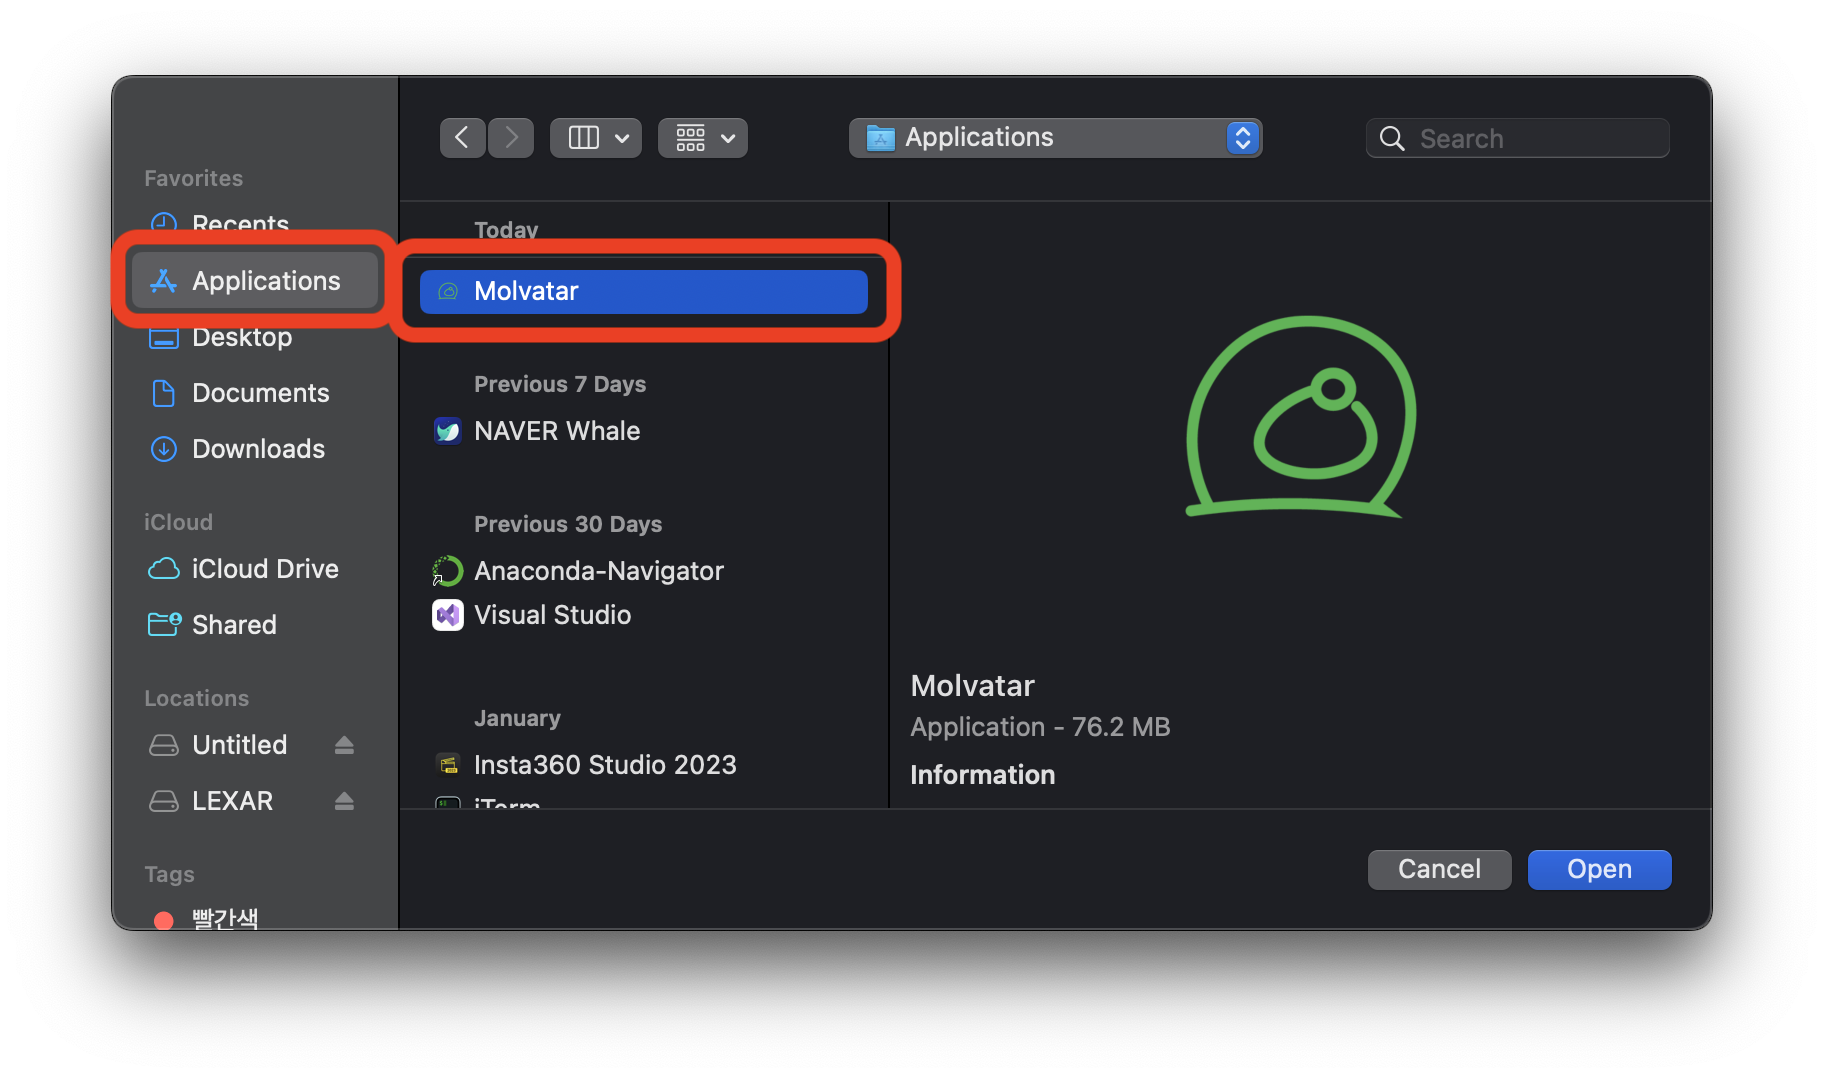 Applications
Search
Favorites
Recents
Applications
Desktop
Documents
Downloads
iCloud
iCloud Drive
Shared
Locations
Untitled
LEXAR
Tags
빨간색
Today
Molvatar
Previous 7 Days
NAVER Whale
Previous 30 Days
Anaconda-Navigator
Visual Studio
January
Insta360 Studio 2023
iTerm
Molvatar
Application - 76.2 MB
Information
Cancel
Open